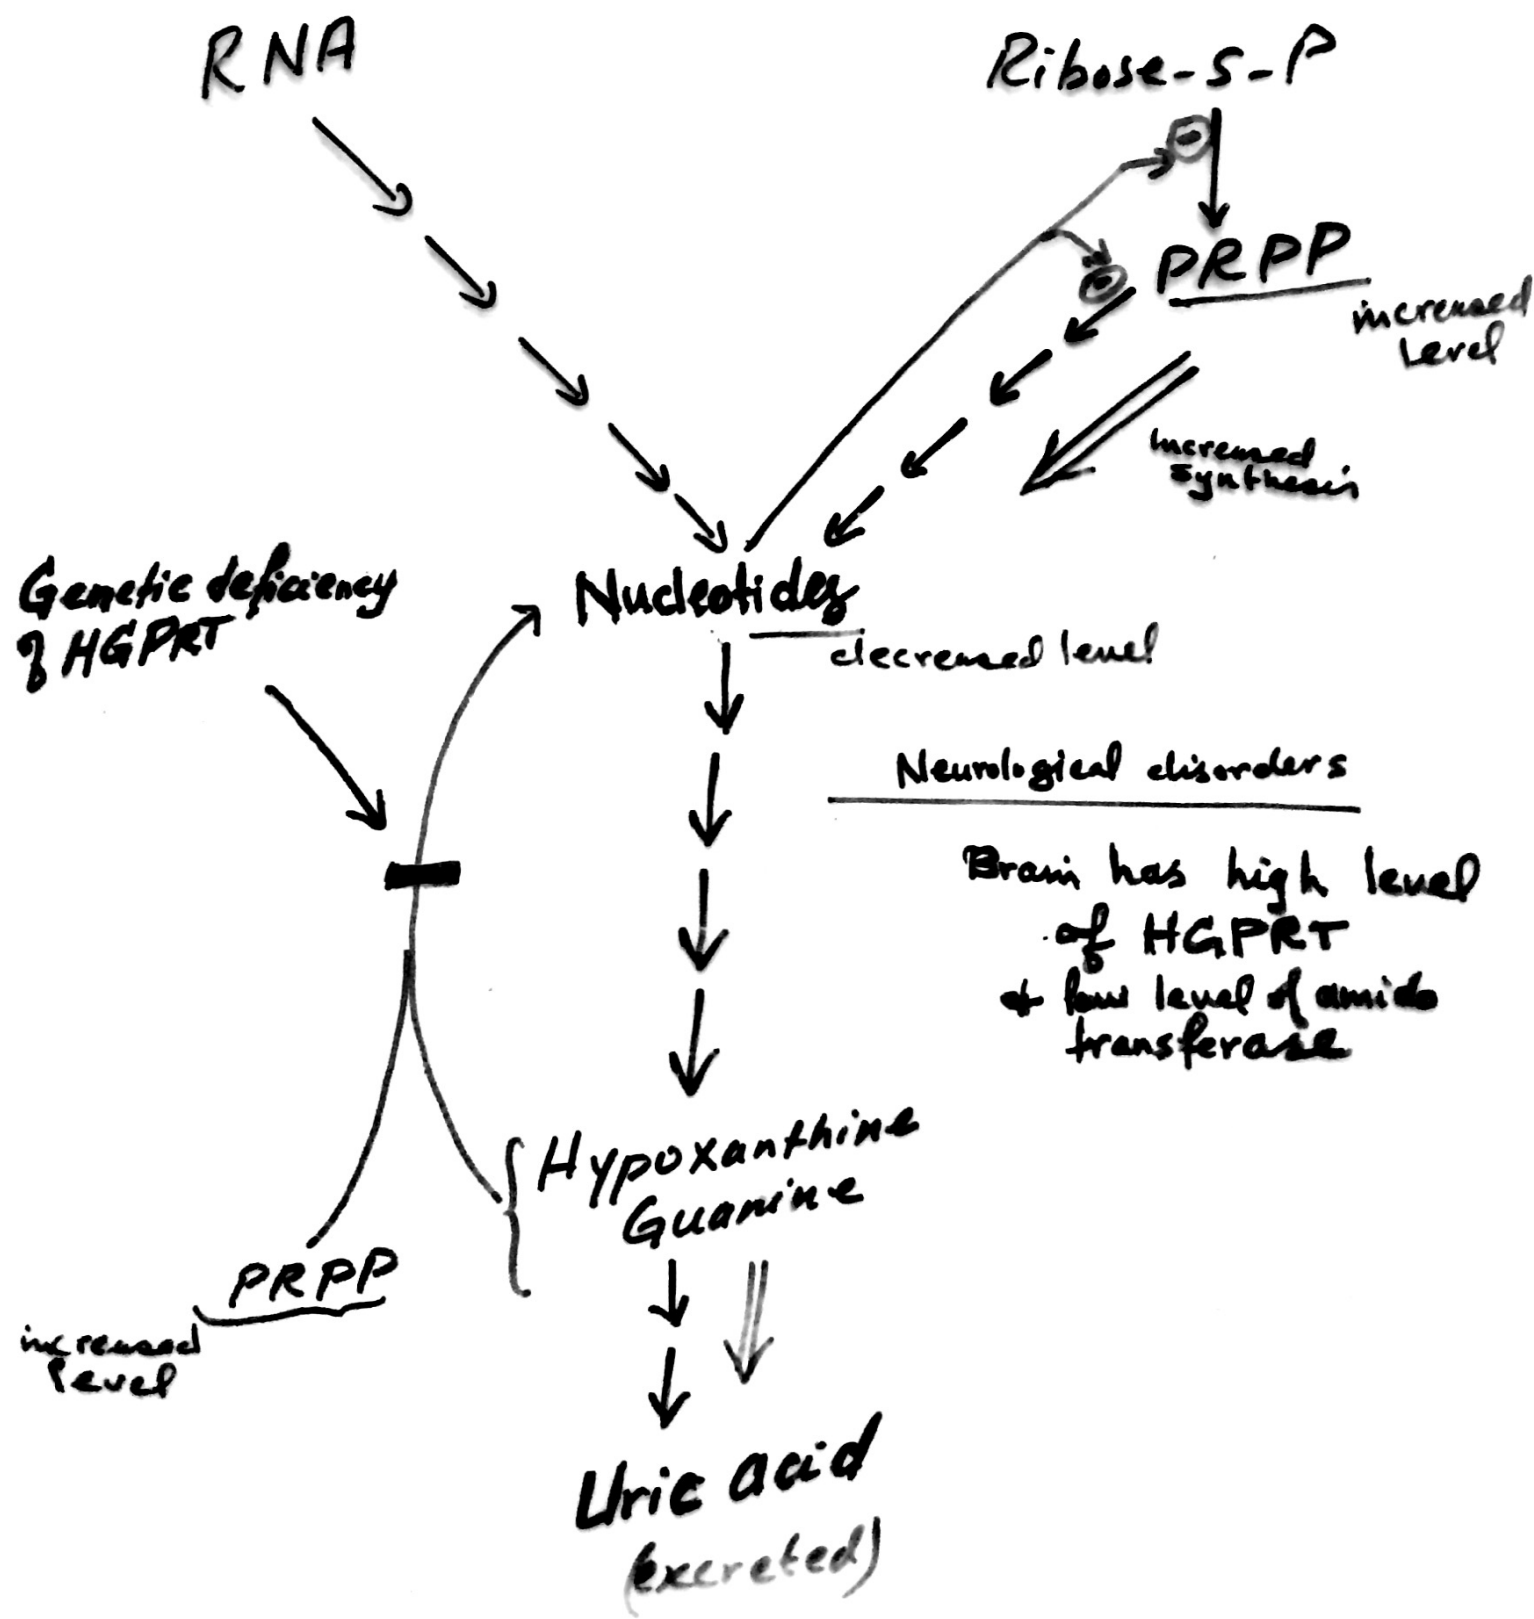 RNA
Ribose-5-P
⊖
PRPP
⊖
increased
level
Increased
synthesis
Nucleotides
decreased level
Genetic deficiency
of HGPRT
Neurological disorders
Brain has high level
of HGPRT
+ low level of amido
transferase
{Hypoxanthine
Guanine
PRPP
increased
level
Uric acid
(excreted)